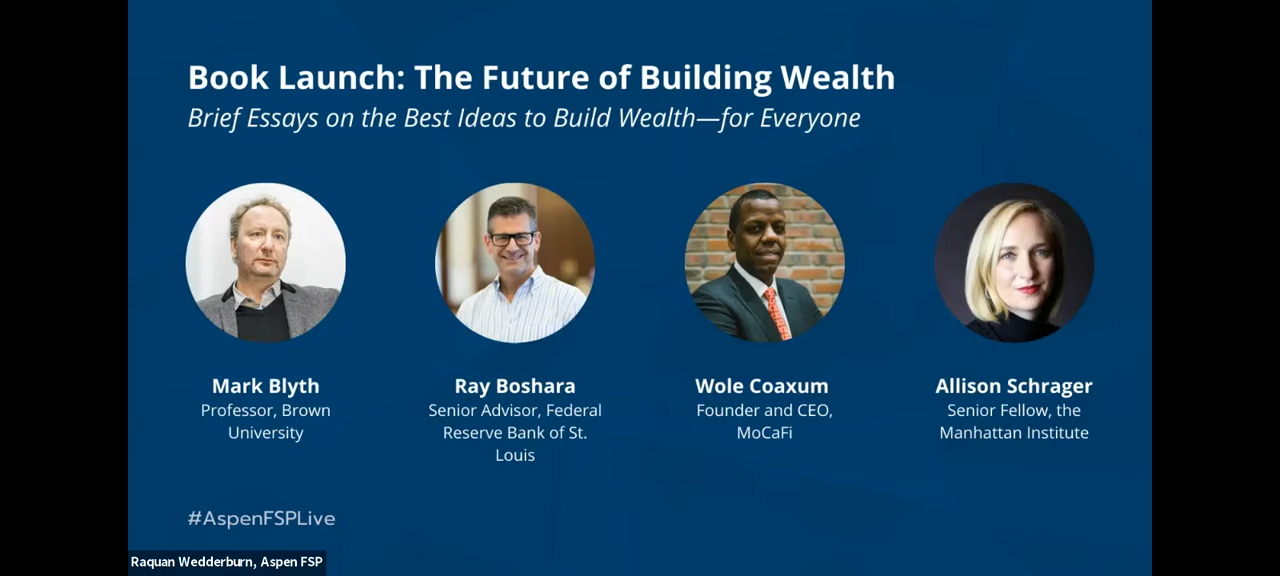 Book Launch: The Future of Building Wealth
Brief Essays on the Best Ideas to Build Wealth—for Everyone
Mark Blyth
Professor, Brown
University
Ray Boshara
Senior Advisor, Federal
Reserve Bank of St.
Louis
Wole Coaxum
Founder and CEO,
MoCaFi
Allison Schrager
Senior Fellow, the
Manhattan Institute
#AspenFSPLive
Raquan Wedderburn, Aspen FSP